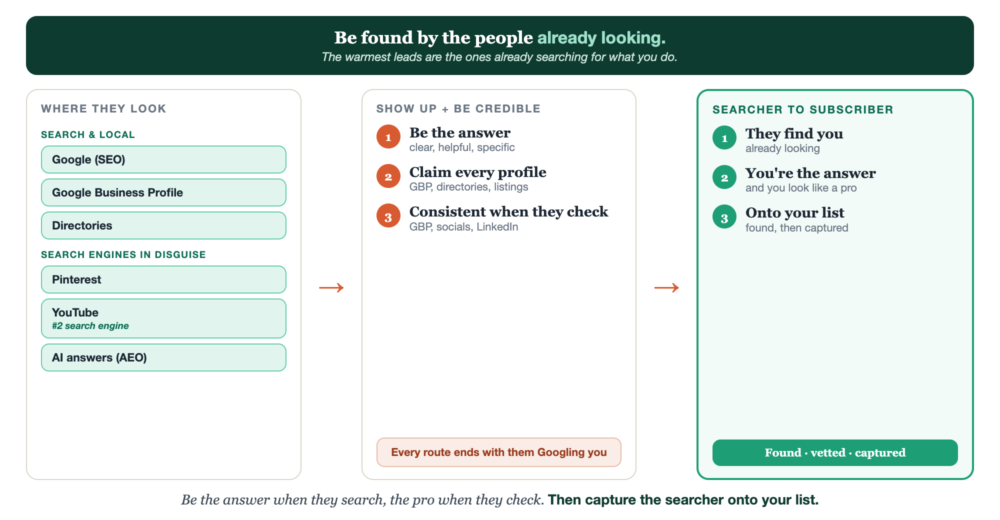 Be found by the people already looking.
The warmest leads are the ones already searching for what you do.
WHERE THEY LOOK
SEARCH & LOCAL
Google (SEO)
Google Business Profile
Directories
SEARCH ENGINES IN DISGUISE
Pinterest
YouTube
#2 search engine
AI answers (AEO)
→
SHOW UP + BE CREDIBLE
1 Be the answer
clear, helpful, specific
2 Claim every profile
GBP, directories, listings
3 Consistent when they check
GBP, socials, LinkedIn
Every route ends with them Googling you
→
SEARCHER TO SUBSCRIBER
1 They find you
already looking
2 You're the answer
and you look like a pro
3 Onto your list
found, then captured
Found · vetted · captured
Be the answer when they search, the pro when they check. Then capture the searcher onto your list.